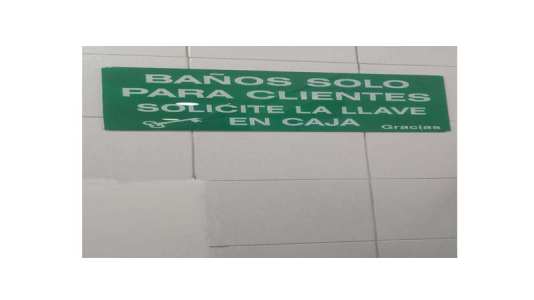 BAÑOS SOLO
PARA CLIENTES
SOLICITE LA LLAVE
EN CAJA
Gracias